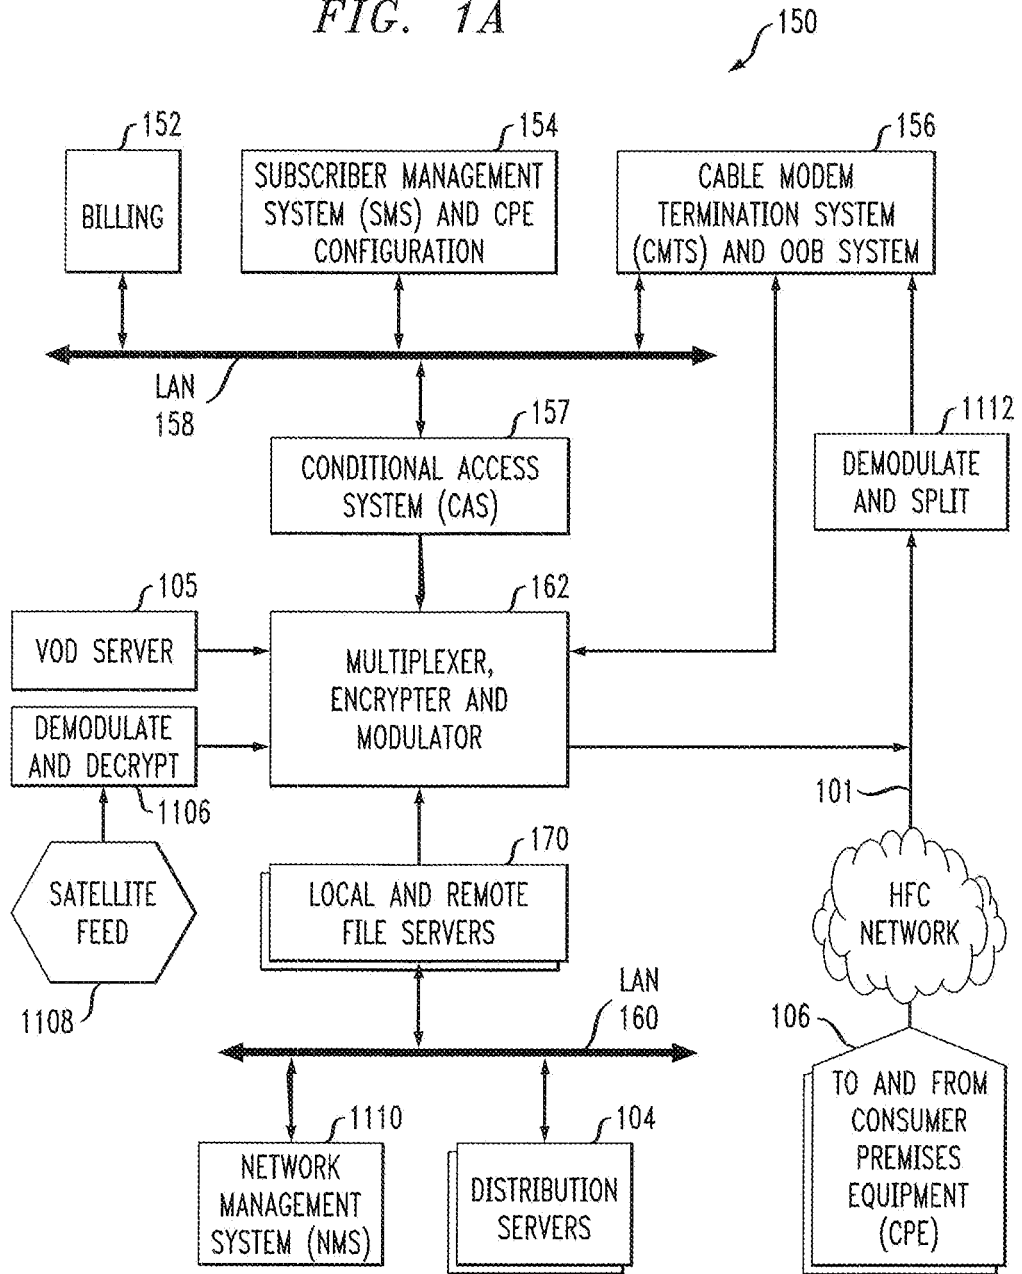 FIG. 1A
150
152
BILLING
154
SUBSCRIBER MANAGEMENT
SYSTEM (SMS) AND CPE
CONFIGURATION
156
CABLE MODEM
TERMINATION SYSTEM
(CMTS) AND OOB SYSTEM
LAN
158
157
CONDITIONAL ACCESS
SYSTEM (CAS)
1112
DEMODULATE
AND SPLIT
105
VOD SERVER
162
MULTIPLEXER,
ENCRYPTER AND
MODULATOR
DEMODULATE
AND DECRYPT
1106
101
170
LOCAL AND REMOTE
FILE SERVERS
SATELLITE
FEED
1108
HFC
NETWORK
LAN
160
106
TO AND FROM
CONSUMER
PREMISES
EQUIPMENT
(CPE)
1110
NETWORK
MANAGEMENT
SYSTEM (NMS)
104
DISTRIBUTION
SERVERS